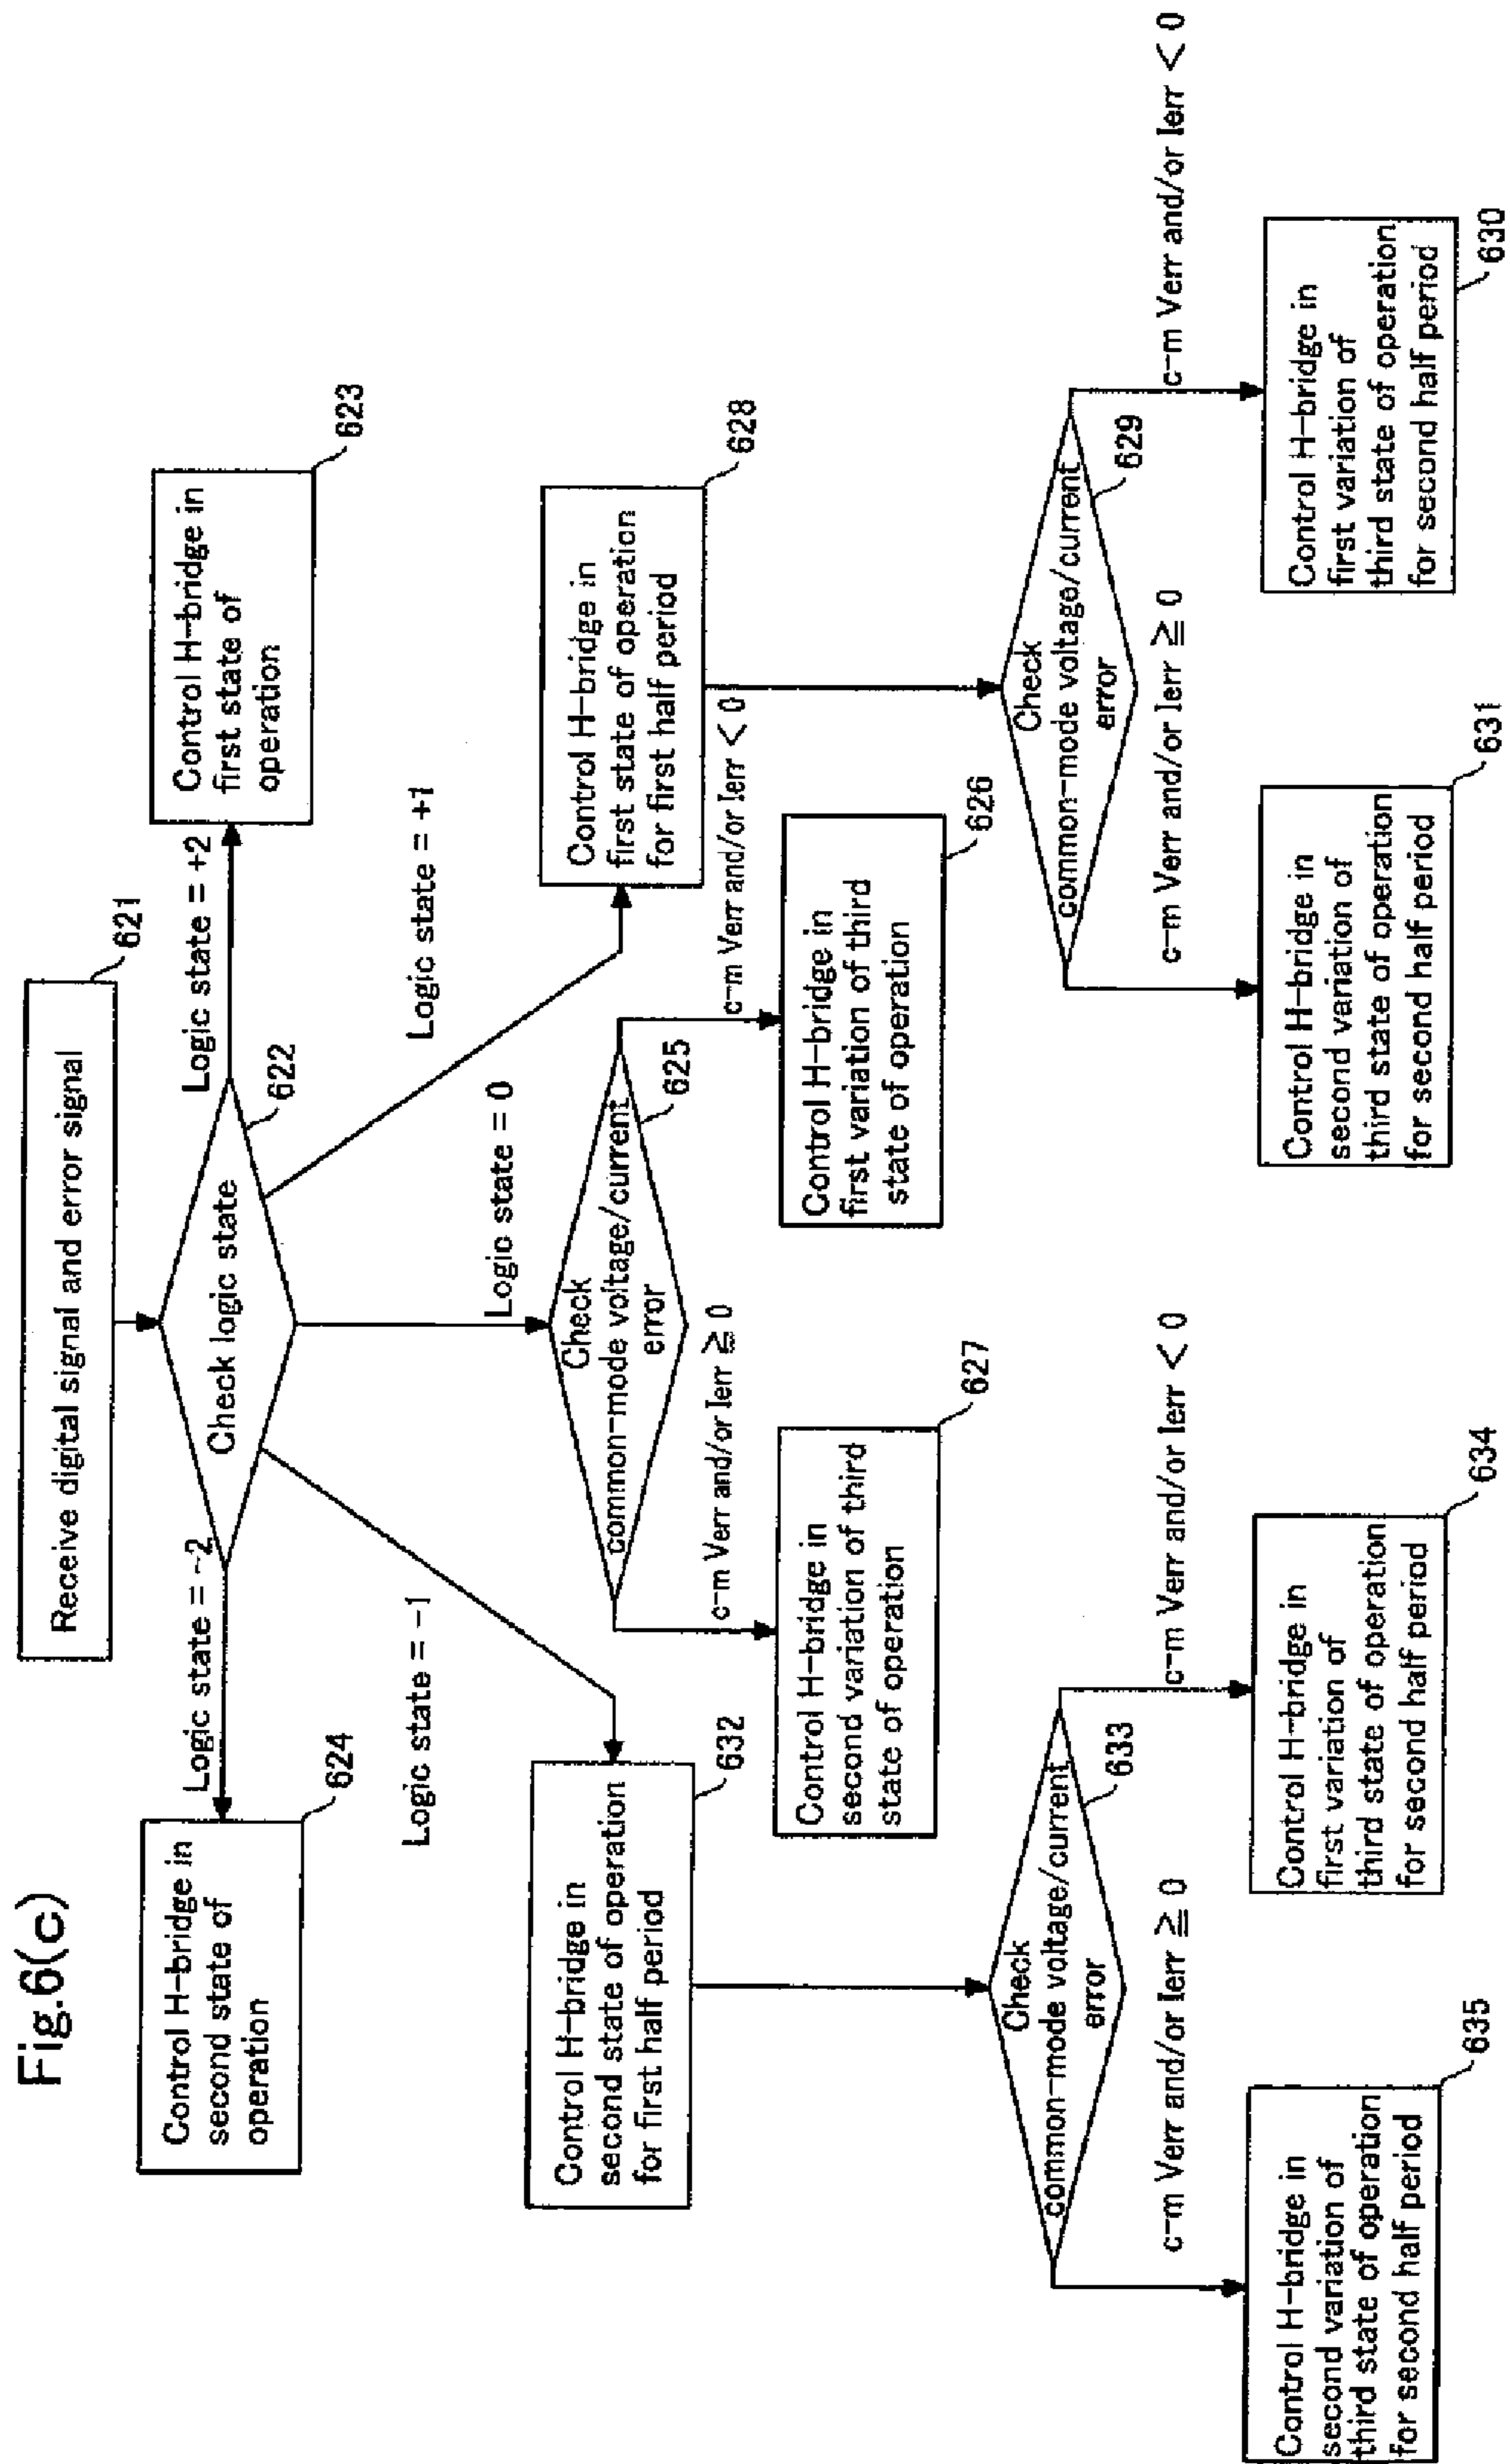 Fig.6(c)
Receive digital signal and error signal
621
Check logic state
622
Logic state = +2
Control H-bridge in
first state of
operation
623
Logic state = -2
Control H-bridge in
second state of
operation
624
Logic state = 0
Check
common-mode voltage/current
error
625
c-m Verr and/or Ierr < 0
Control H-bridge in
first variation of third
state of operation
626
c-m Verr and/or Ierr ≧ 0
Control H-bridge in
second variation of third
state of operation
627
Logic state = +1
Control H-bridge in
first state of operation
for first half period
628
Check
common-mode voltage/current
error
629
c-m Verr and/or Ierr < 0
Control H-bridge in
first variation of
third state of operation
for second half period
630
c-m Verr and/or Ierr ≧ 0
Control H-bridge in
second variation of
third state of operation
for second half period
631
Logic state = -1
Control H-bridge in
second state of operation
for first half period
632
Check
common-mode voltage/current
error
633
c-m Verr and/or Ierr < 0
Control H-bridge in
first variation of
third state of operation
for second half period
634
c-m Verr and/or Ierr ≧ 0
Control H-bridge in
second variation of
third state of operation
for second half period
635